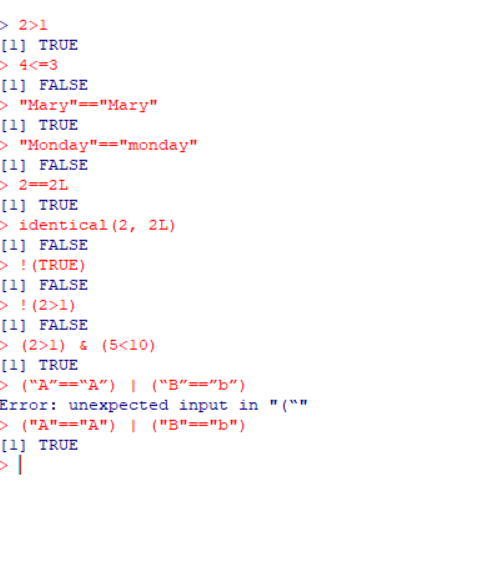 > 2>1
[1] TRUE
> 4<=3
[1] FALSE
> "Mary"=="Mary"
[1] TRUE
> "Monday"=="monday"
[1] FALSE
> 2==2L
[1] TRUE
> identical(2, 2L)
[1] FALSE
> !(TRUE)
[1] FALSE
> !(2>1)
[1] FALSE
> (2>1) & (5<10)
[1] TRUE
> (“A”==“A”) | (“B”==”b”)
Error: unexpected input in "(“"
> ("A"=="A") | ("B"=="b")
[1] TRUE
>